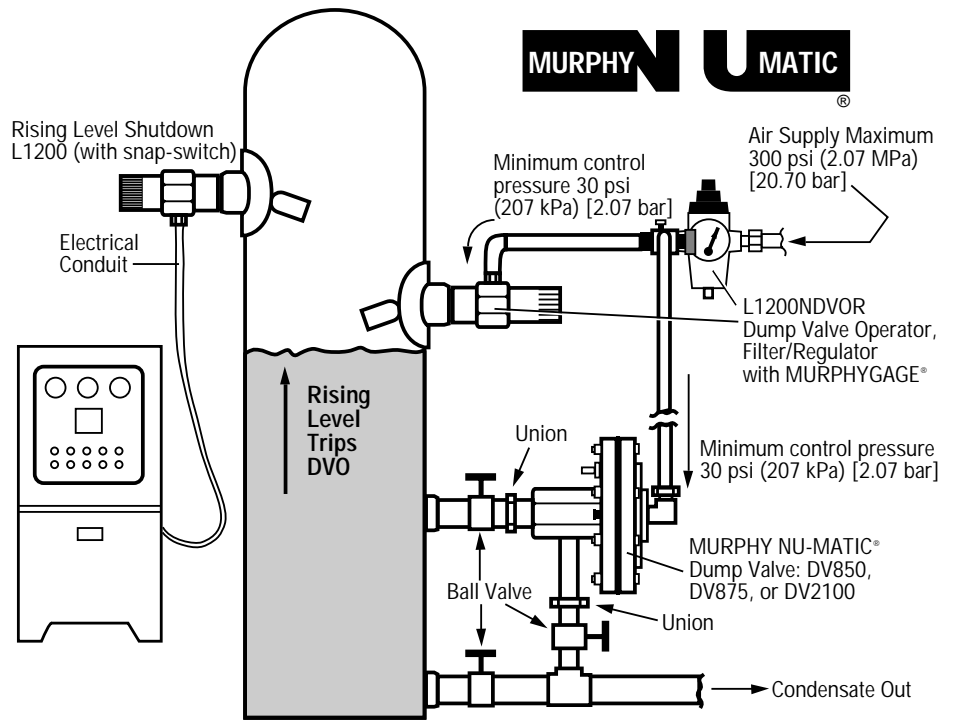 MURPHY N U MATIC
®
Rising Level Shutdown
L1200 (with snap-switch)
Minimum control
pressure 30 psi
(207 kPa) [2.07 bar]
Air Supply Maximum
300 psi (2.07 MPa)
[20.70 bar]
Electrical
Conduit
L1200NDVOR
Dump Valve Operator,
Filter/Regulator
with MURPHYGAGE®
Rising
Level
Trips
DVO
Union
Minimum control pressure
30 psi (207 kPa) [2.07 bar]
MURPHY NU-MATIC®
Dump Valve: DV850,
DV875, or DV2100
Ball Valve
Union
Condensate Out